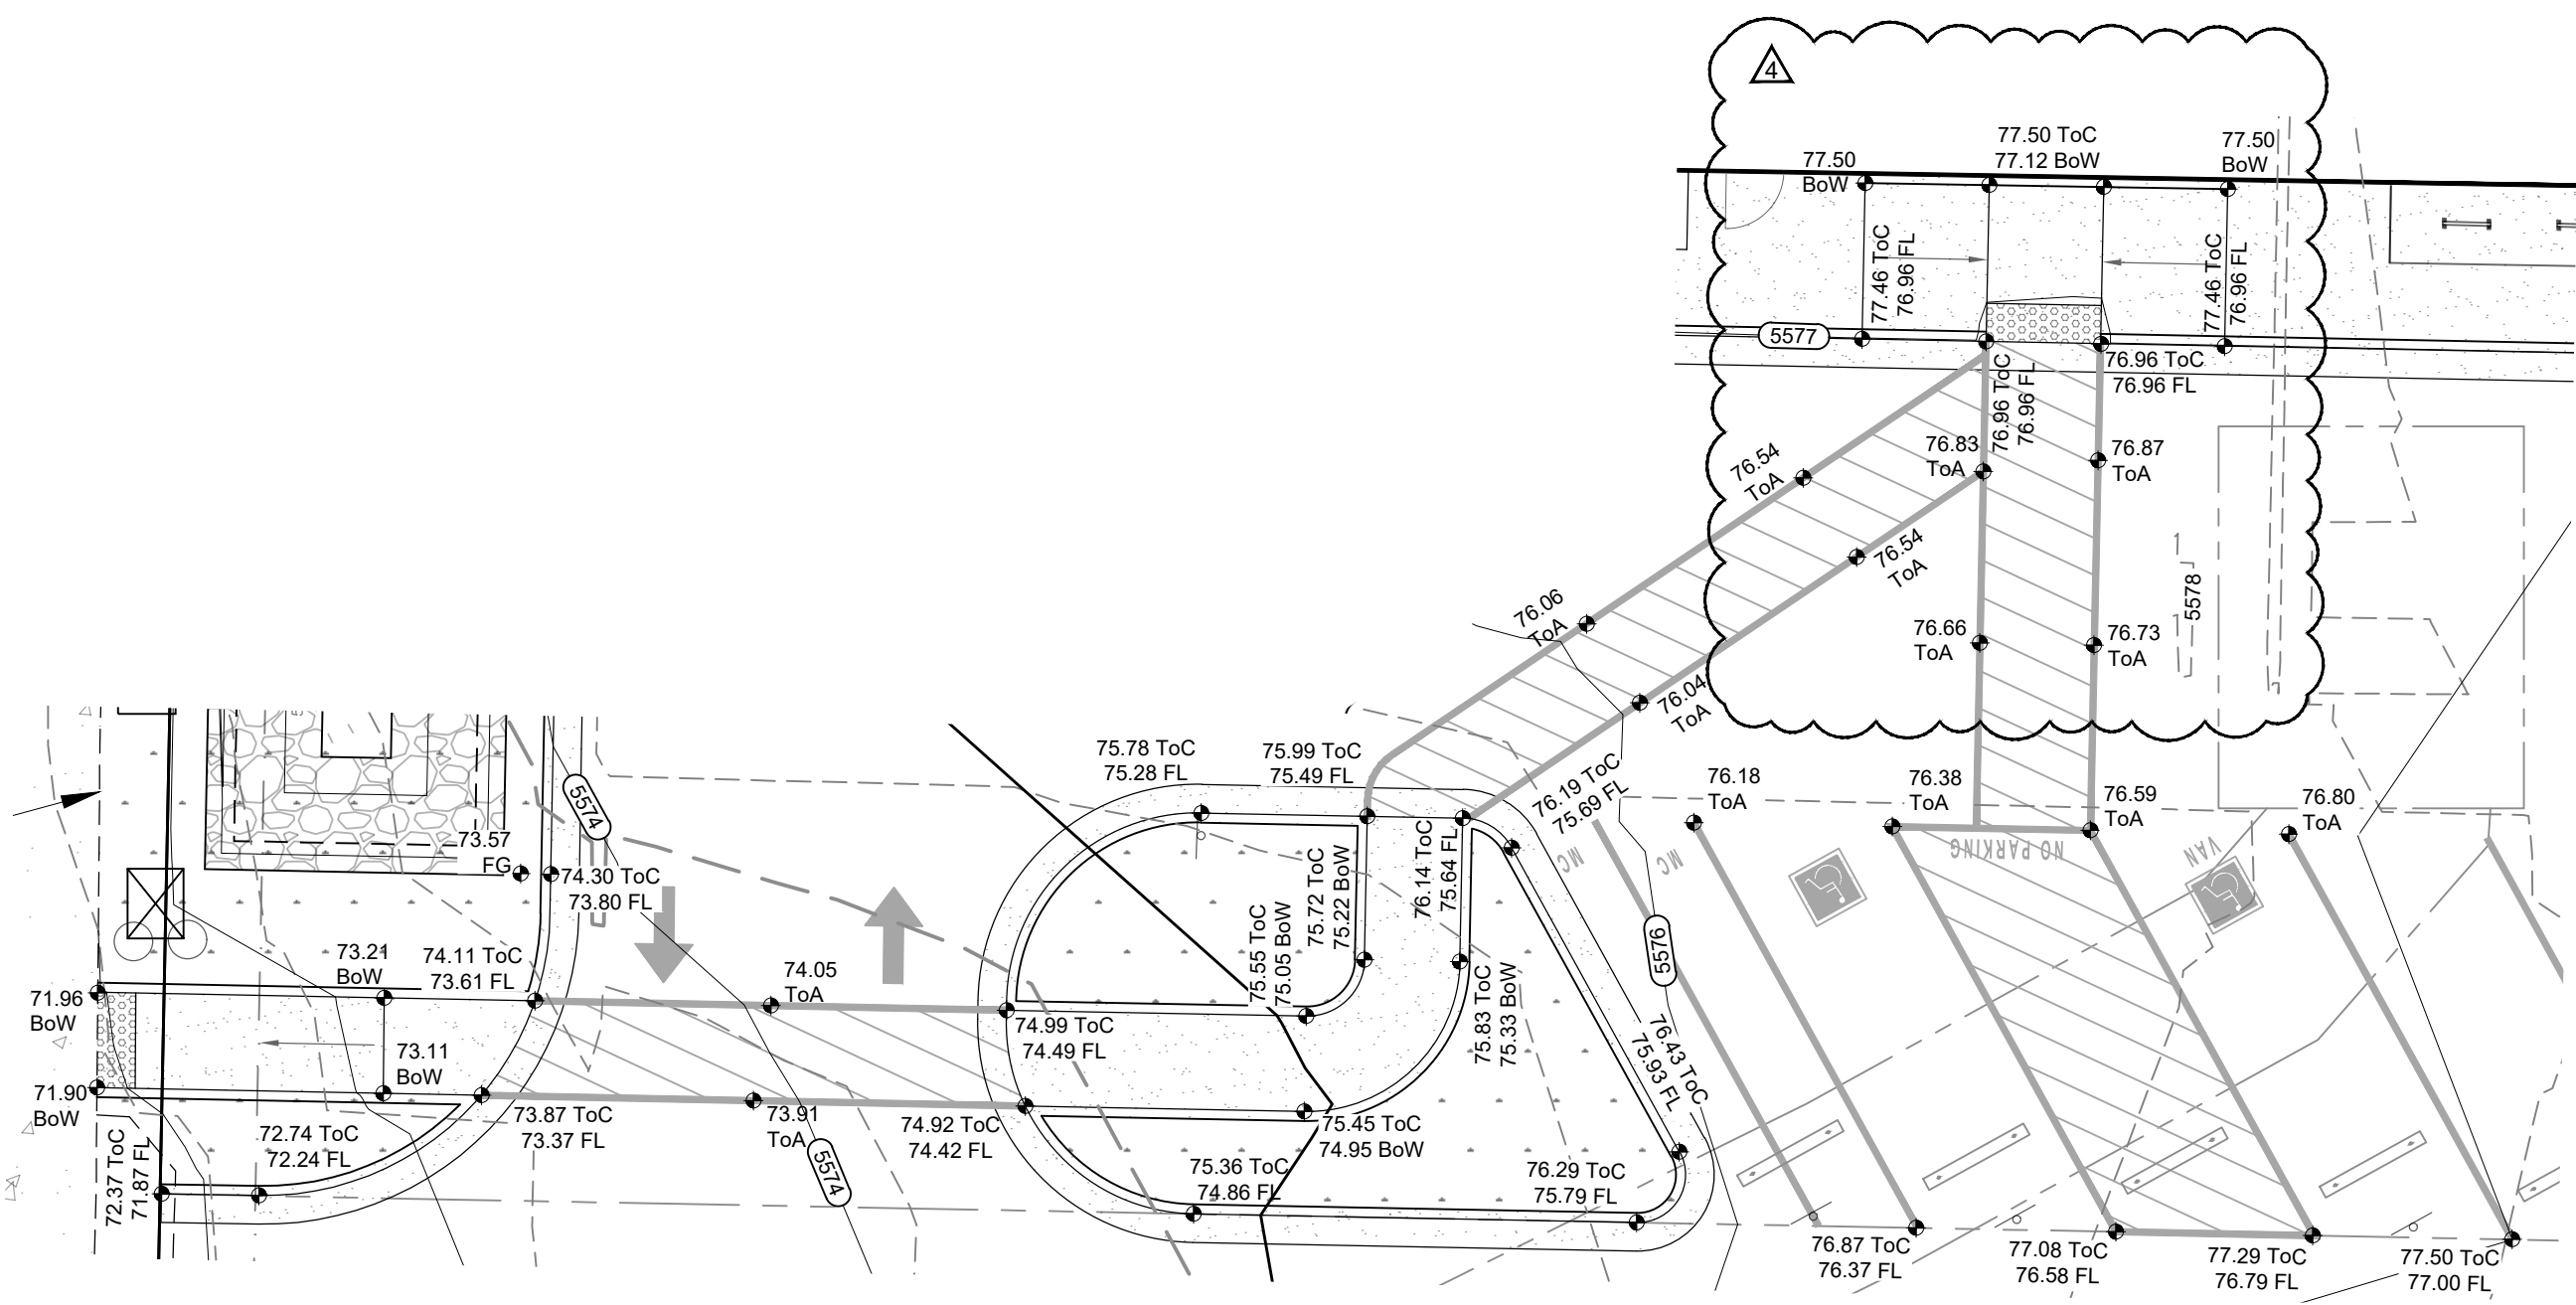 4
77.50 ToC
77.12 BoW
77.50
BoW
77.50
BoW
77.46 ToC
76.96 FL
77.46 ToC
76.96 FL
5577
76.96 ToC
76.96 FL
76.96 ToC
76.96 FL
76.54
ToA
76.83
ToA
76.87
ToA
76.54
ToA
5578
76.06
ToA
76.66
ToA
76.73
ToA
76.04
ToA
75.78 ToC
75.28 FL
75.99 ToC
75.49 FL
76.19 ToC
75.69 FL
76.18
ToA
76.38
ToA
76.59
ToA
76.80
ToA
5574
73.57
FG
74.30 ToC
73.80 FL
MC
MC
NO PARKING
VAN
75.72 ToC
75.22 BoW
76.14 ToC
75.64 FL
75.55 ToC
75.05 BoW
5576
73.21
BoW
74.11 ToC
73.61 FL
74.05
ToA
71.96
BoW
74.99 ToC
74.49 FL
75.83 ToC
75.33 BoW
76.43 ToC
75.93 FL
73.11
BoW
71.90
BoW
73.87 ToC
73.37 FL
73.91
ToA
74.92 ToC
74.42 FL
75.45 ToC
74.95 BoW
72.37 ToC
71.87 FL
72.74 ToC
72.24 FL
5574
75.36 ToC
74.86 FL
76.29 ToC
75.79 FL
76.87 ToC
76.37 FL
77.08 ToC
76.58 FL
77.29 ToC
76.79 FL
77.50 ToC
77.00 FL